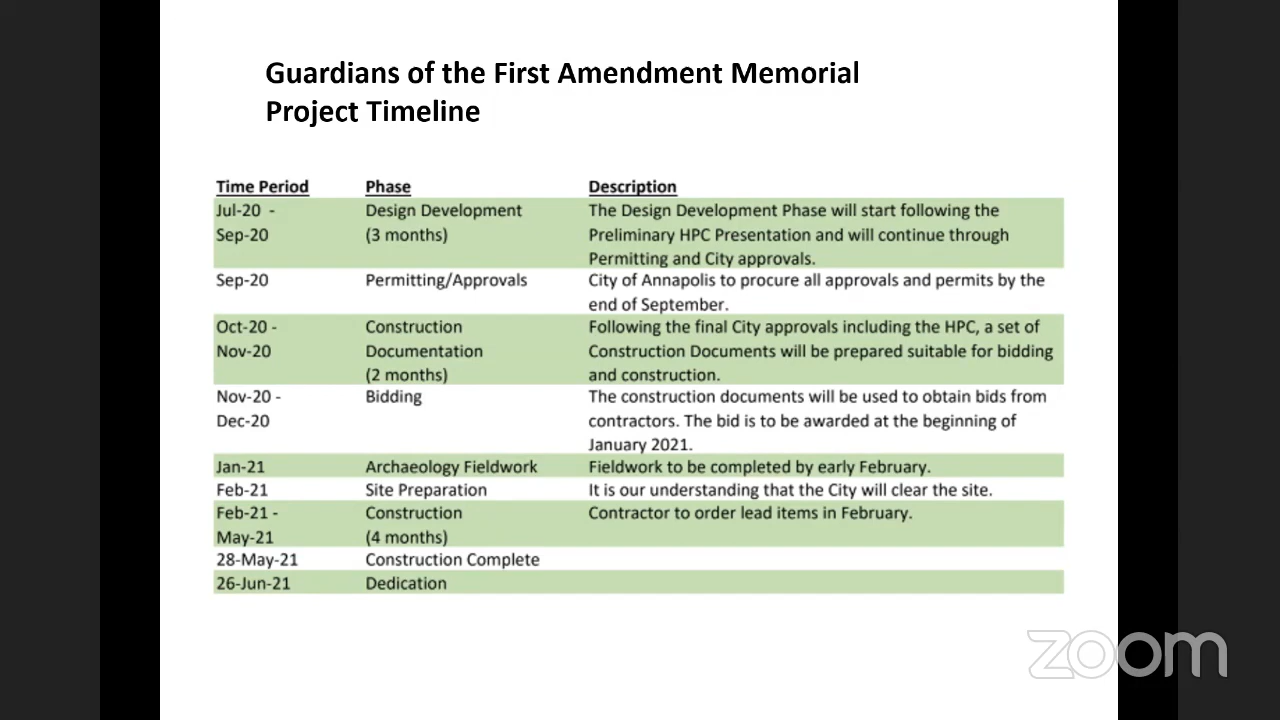 Guardians of the First Amendment Memorial
Project Timeline
Time Period Phase Description
Jul-20 - Design Development The Design Development Phase will start following the
Sep-20 (3 months) Preliminary HPC Presentation and will continue through
Permitting and City approvals.
Sep-20 Permitting/Approvals City of Annapolis to procure all approvals and permits by the
end of September.
Oct-20 - Construction Following the final City approvals including the HPC, a set of
Nov-20 Documentation Construction Documents will be prepared suitable for bidding
(2 months) and construction.
Nov-20 - Bidding The construction documents will be used to obtain bids from
Dec-20 contractors. The bid is to be awarded at the beginning of
January 2021.
Jan-21 Archaeology Fieldwork Fieldwork to be completed by early February.
Feb-21 Site Preparation It is our understanding that the City will clear the site.
Feb-21 - Construction Contractor to order lead items in February.
May-21 (4 months)
28-May-21 Construction Complete
26-Jun-21 Dedication
zoom